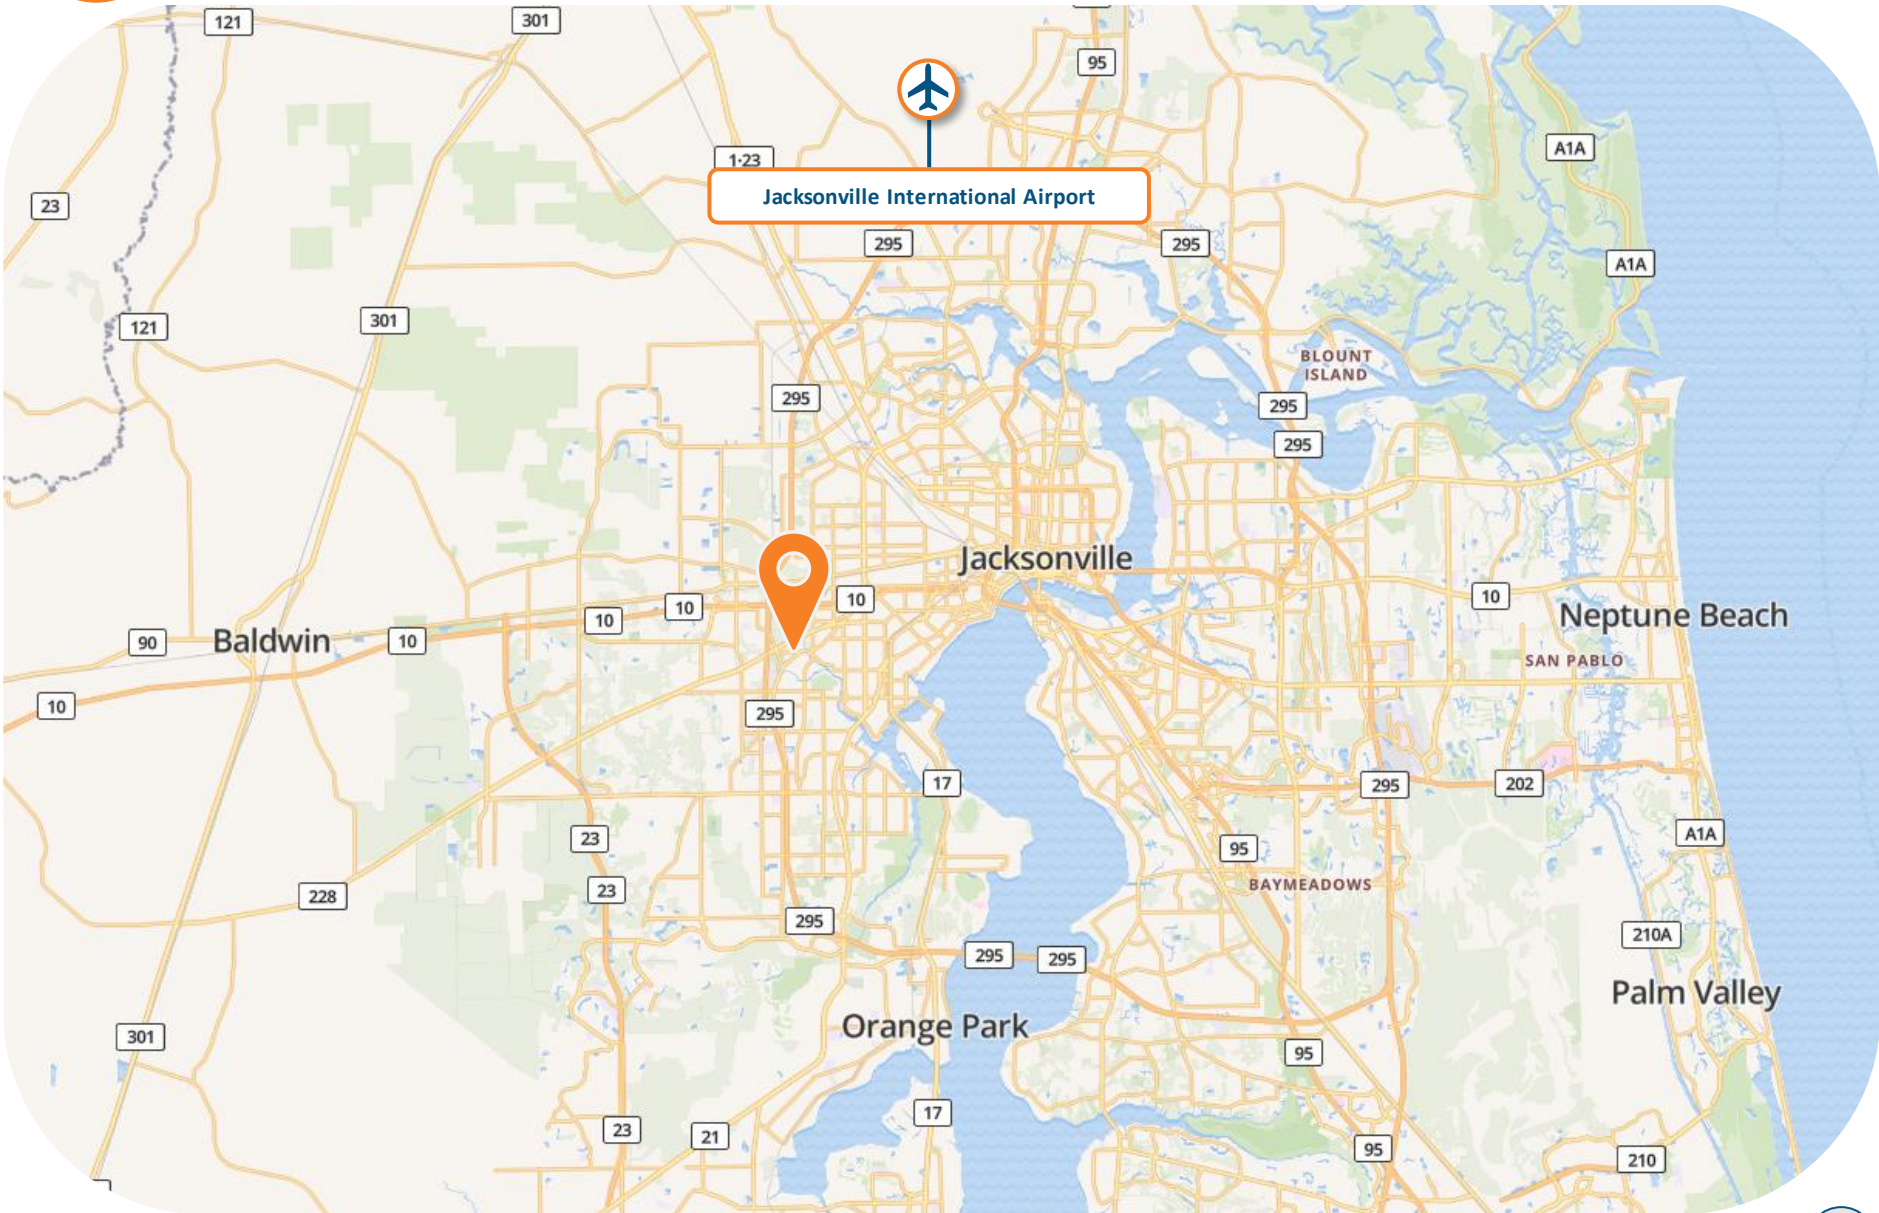 121
301
95
1·23
A1A
23
Jacksonville International Airport
295
295
A1A
121
301
BLOUNT
ISLAND
295
295
295
Jacksonville
10
10
10
10
Neptune Beach
90
Baldwin
10
SAN PABLO
10
295
17
295
202
23
A1A
95
BAYMEADOWS
23
228
295
210A
295
295
Palm Valley
Orange Park
301
95
17
23
21
95
210